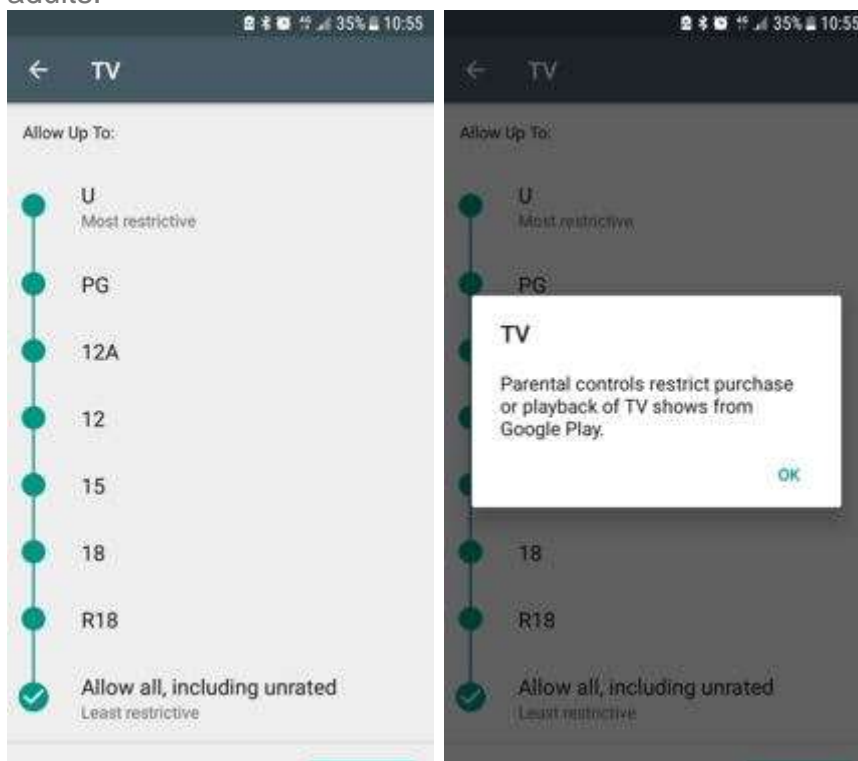 adults.
35% 10:55
TV
Allow Up To:
U
Most restrictive
PG
12A
12
15
18
R18
Allow all, including unrated
Least restrictive
35% 10:55
TV
Allow Up To:
U
Most restrictive
PG
TV
Parental controls restrict purchase
or playback of TV shows from
Google Play.
OK
18
R18
Allow all, including unrated
Least restrictive